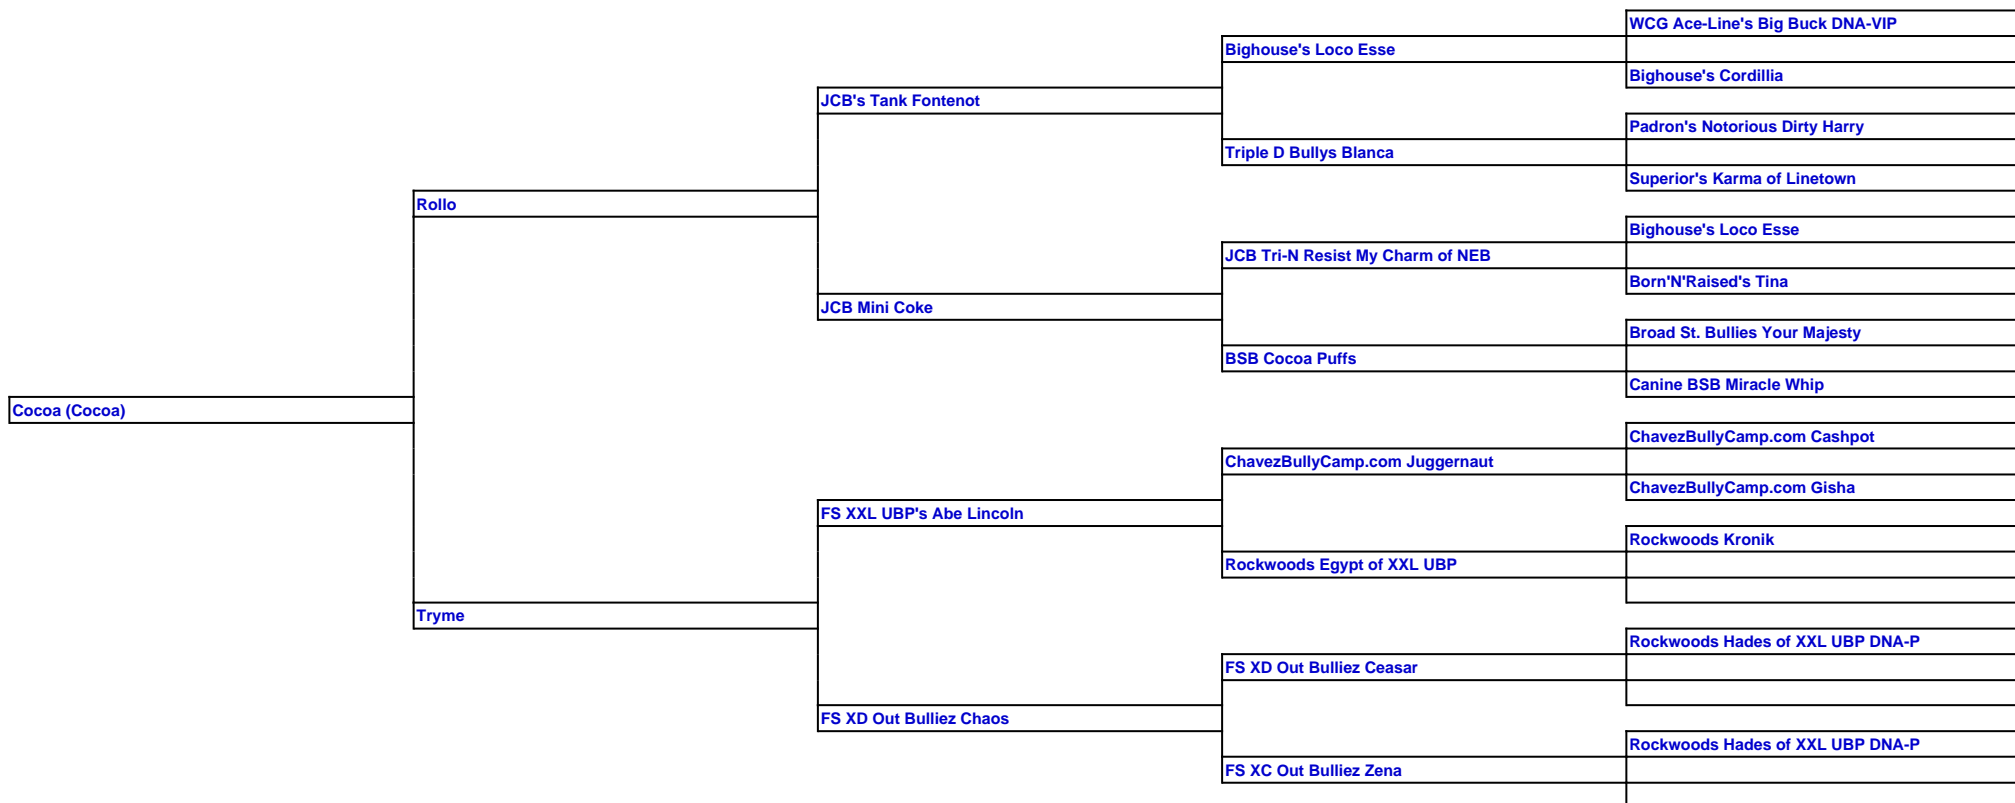 WCG Ace-Line's Big Buck DNA-VIP
Bighouse's Loco Esse
Bighouse's Cordillia
JCB's Tank Fontenot
Padron's Notorious Dirty Harry
Triple D Bullys Blanca
Superior's Karma of Linetown
Rollo
Bighouse's Loco Esse
JCB Tri-N Resist My Charm of NEB
Born'N'Raised's Tina
JCB Mini Coke
Broad St. Bullies Your Majesty
BSB Cocoa Puffs
Canine BSB Miracle Whip
Cocoa (Cocoa)
ChavezBullyCamp.com Cashpot
ChavezBullyCamp.com Juggernaut
ChavezBullyCamp.com Gisha
FS XXL UBP's Abe Lincoln
Rockwoods Kronik
Rockwoods Egypt of XXL UBP
Tryme
Rockwoods Hades of XXL UBP DNA-P
FS XD Out Bulliez Ceasar
FS XD Out Bulliez Chaos
Rockwoods Hades of XXL UBP DNA-P
FS XC Out Bulliez Zena